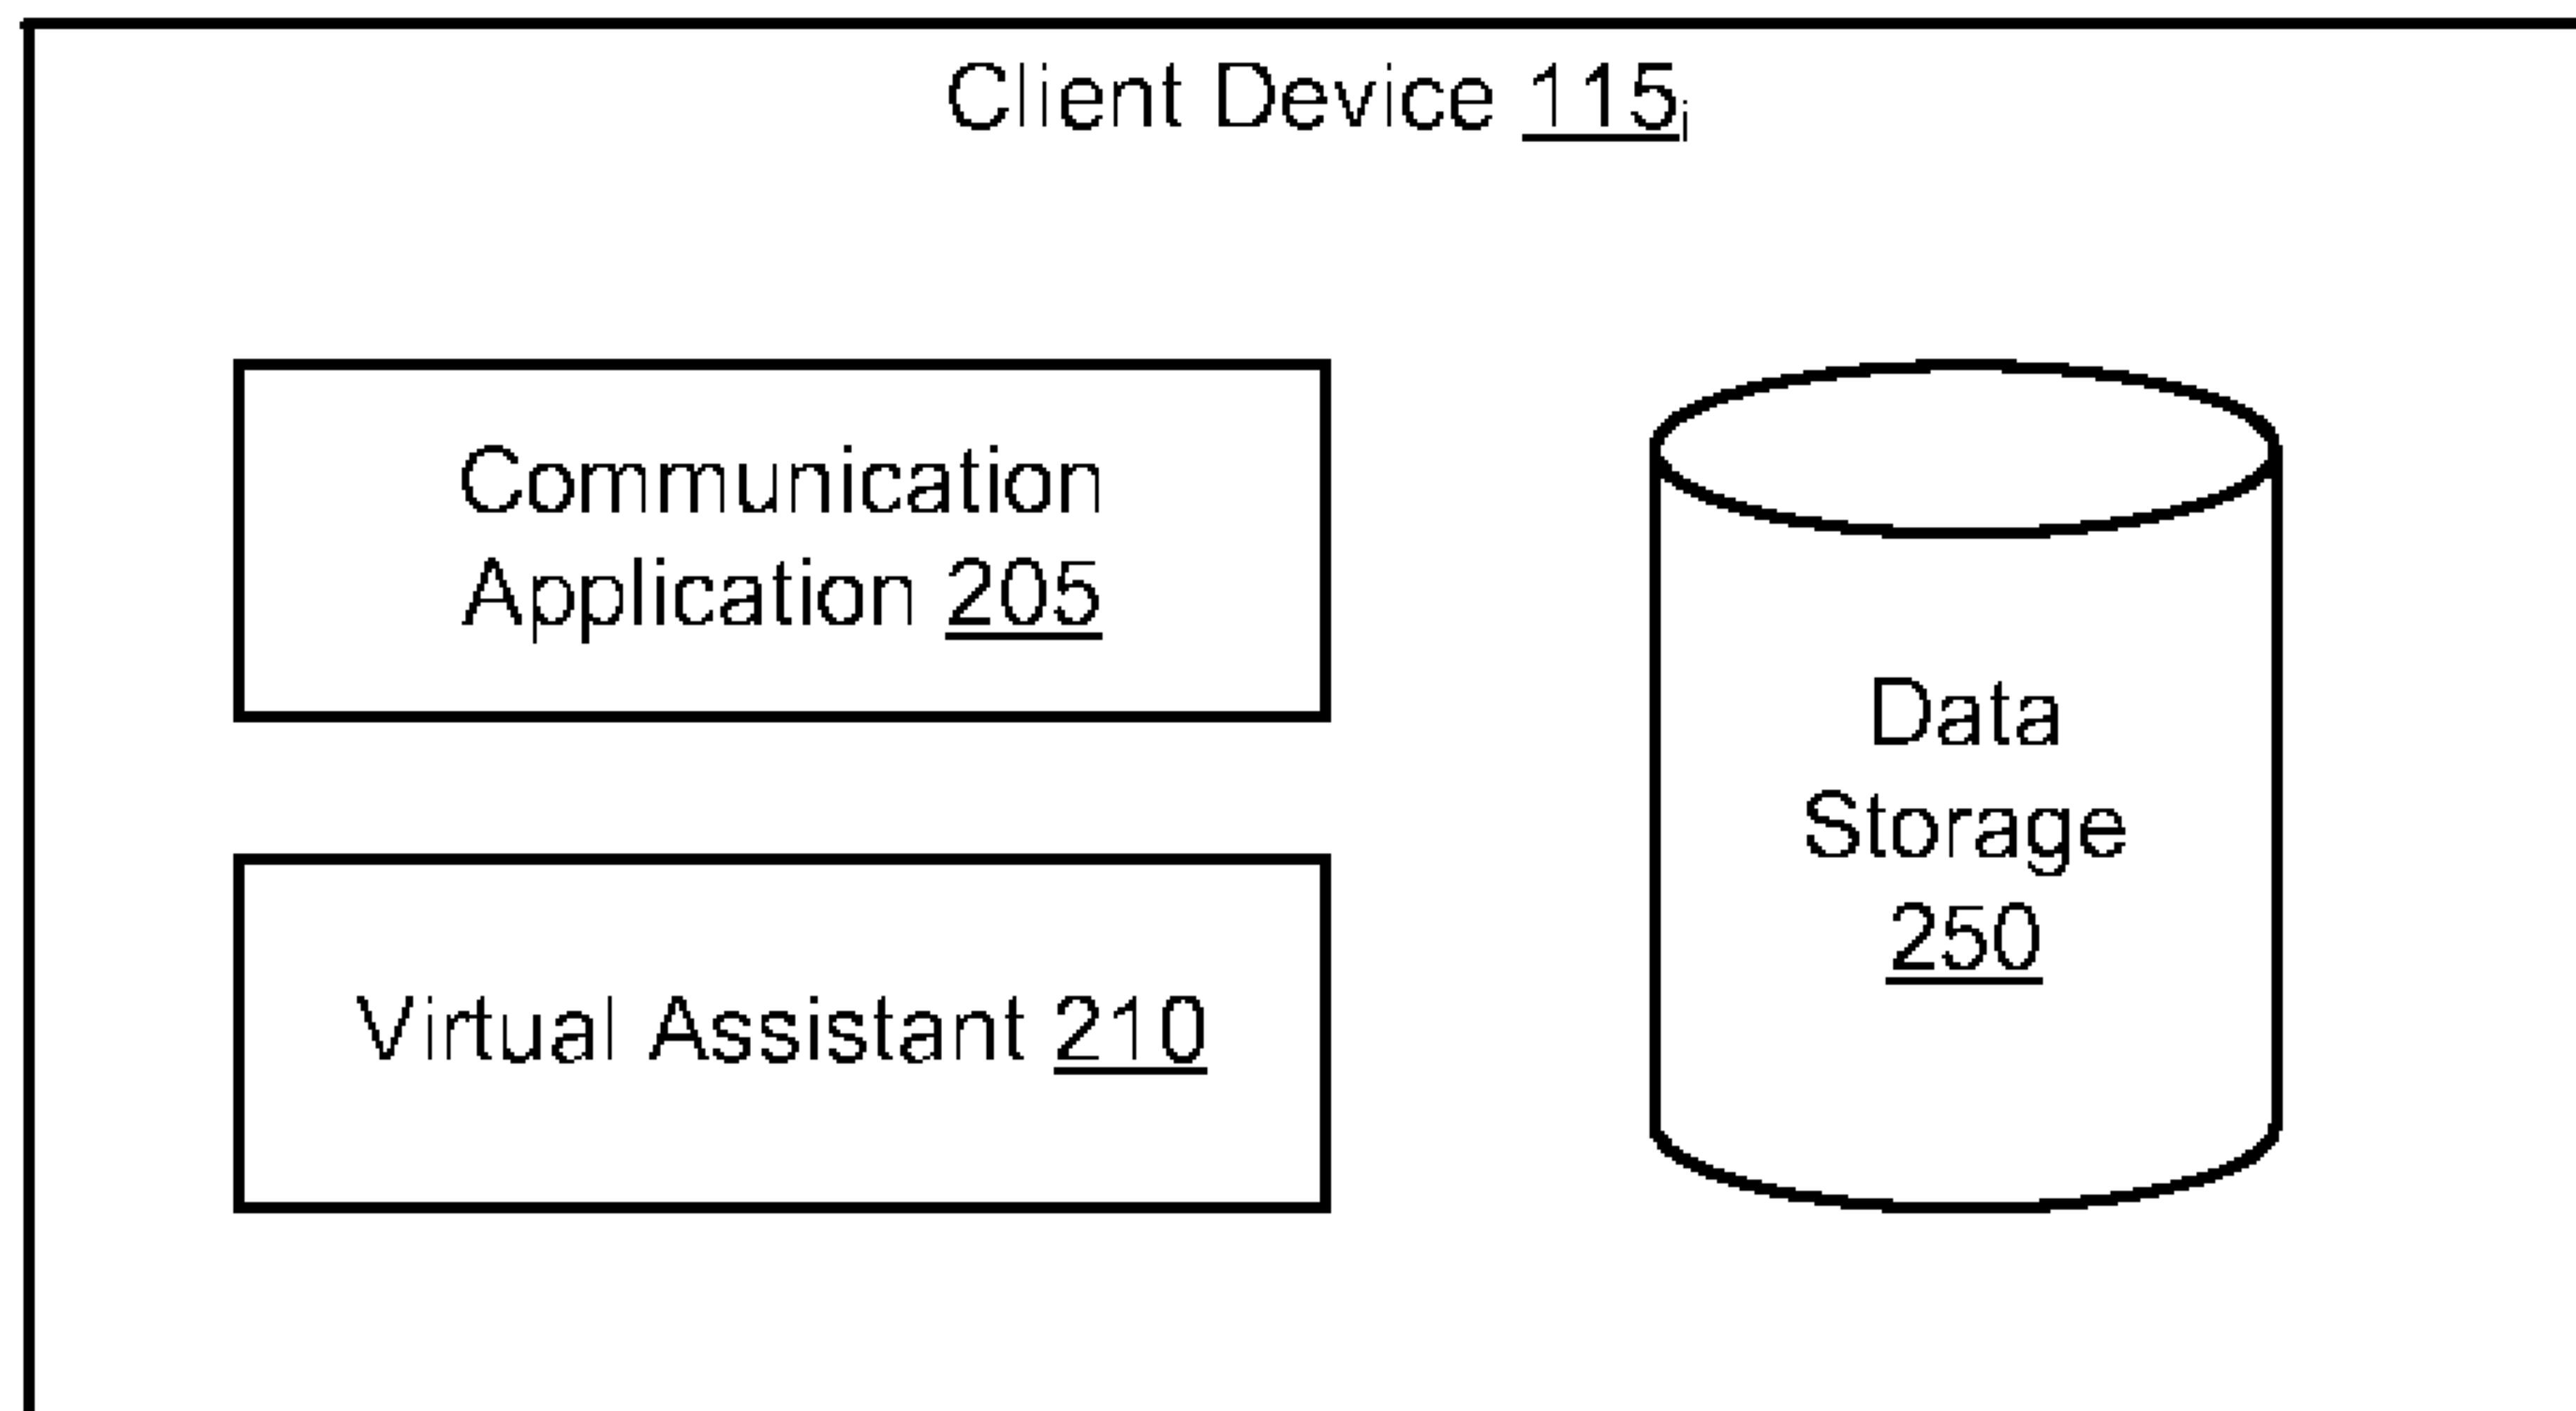 Client Device 115i
Communication
Application 205
Virtual Assistant 210
Data
Storage
250